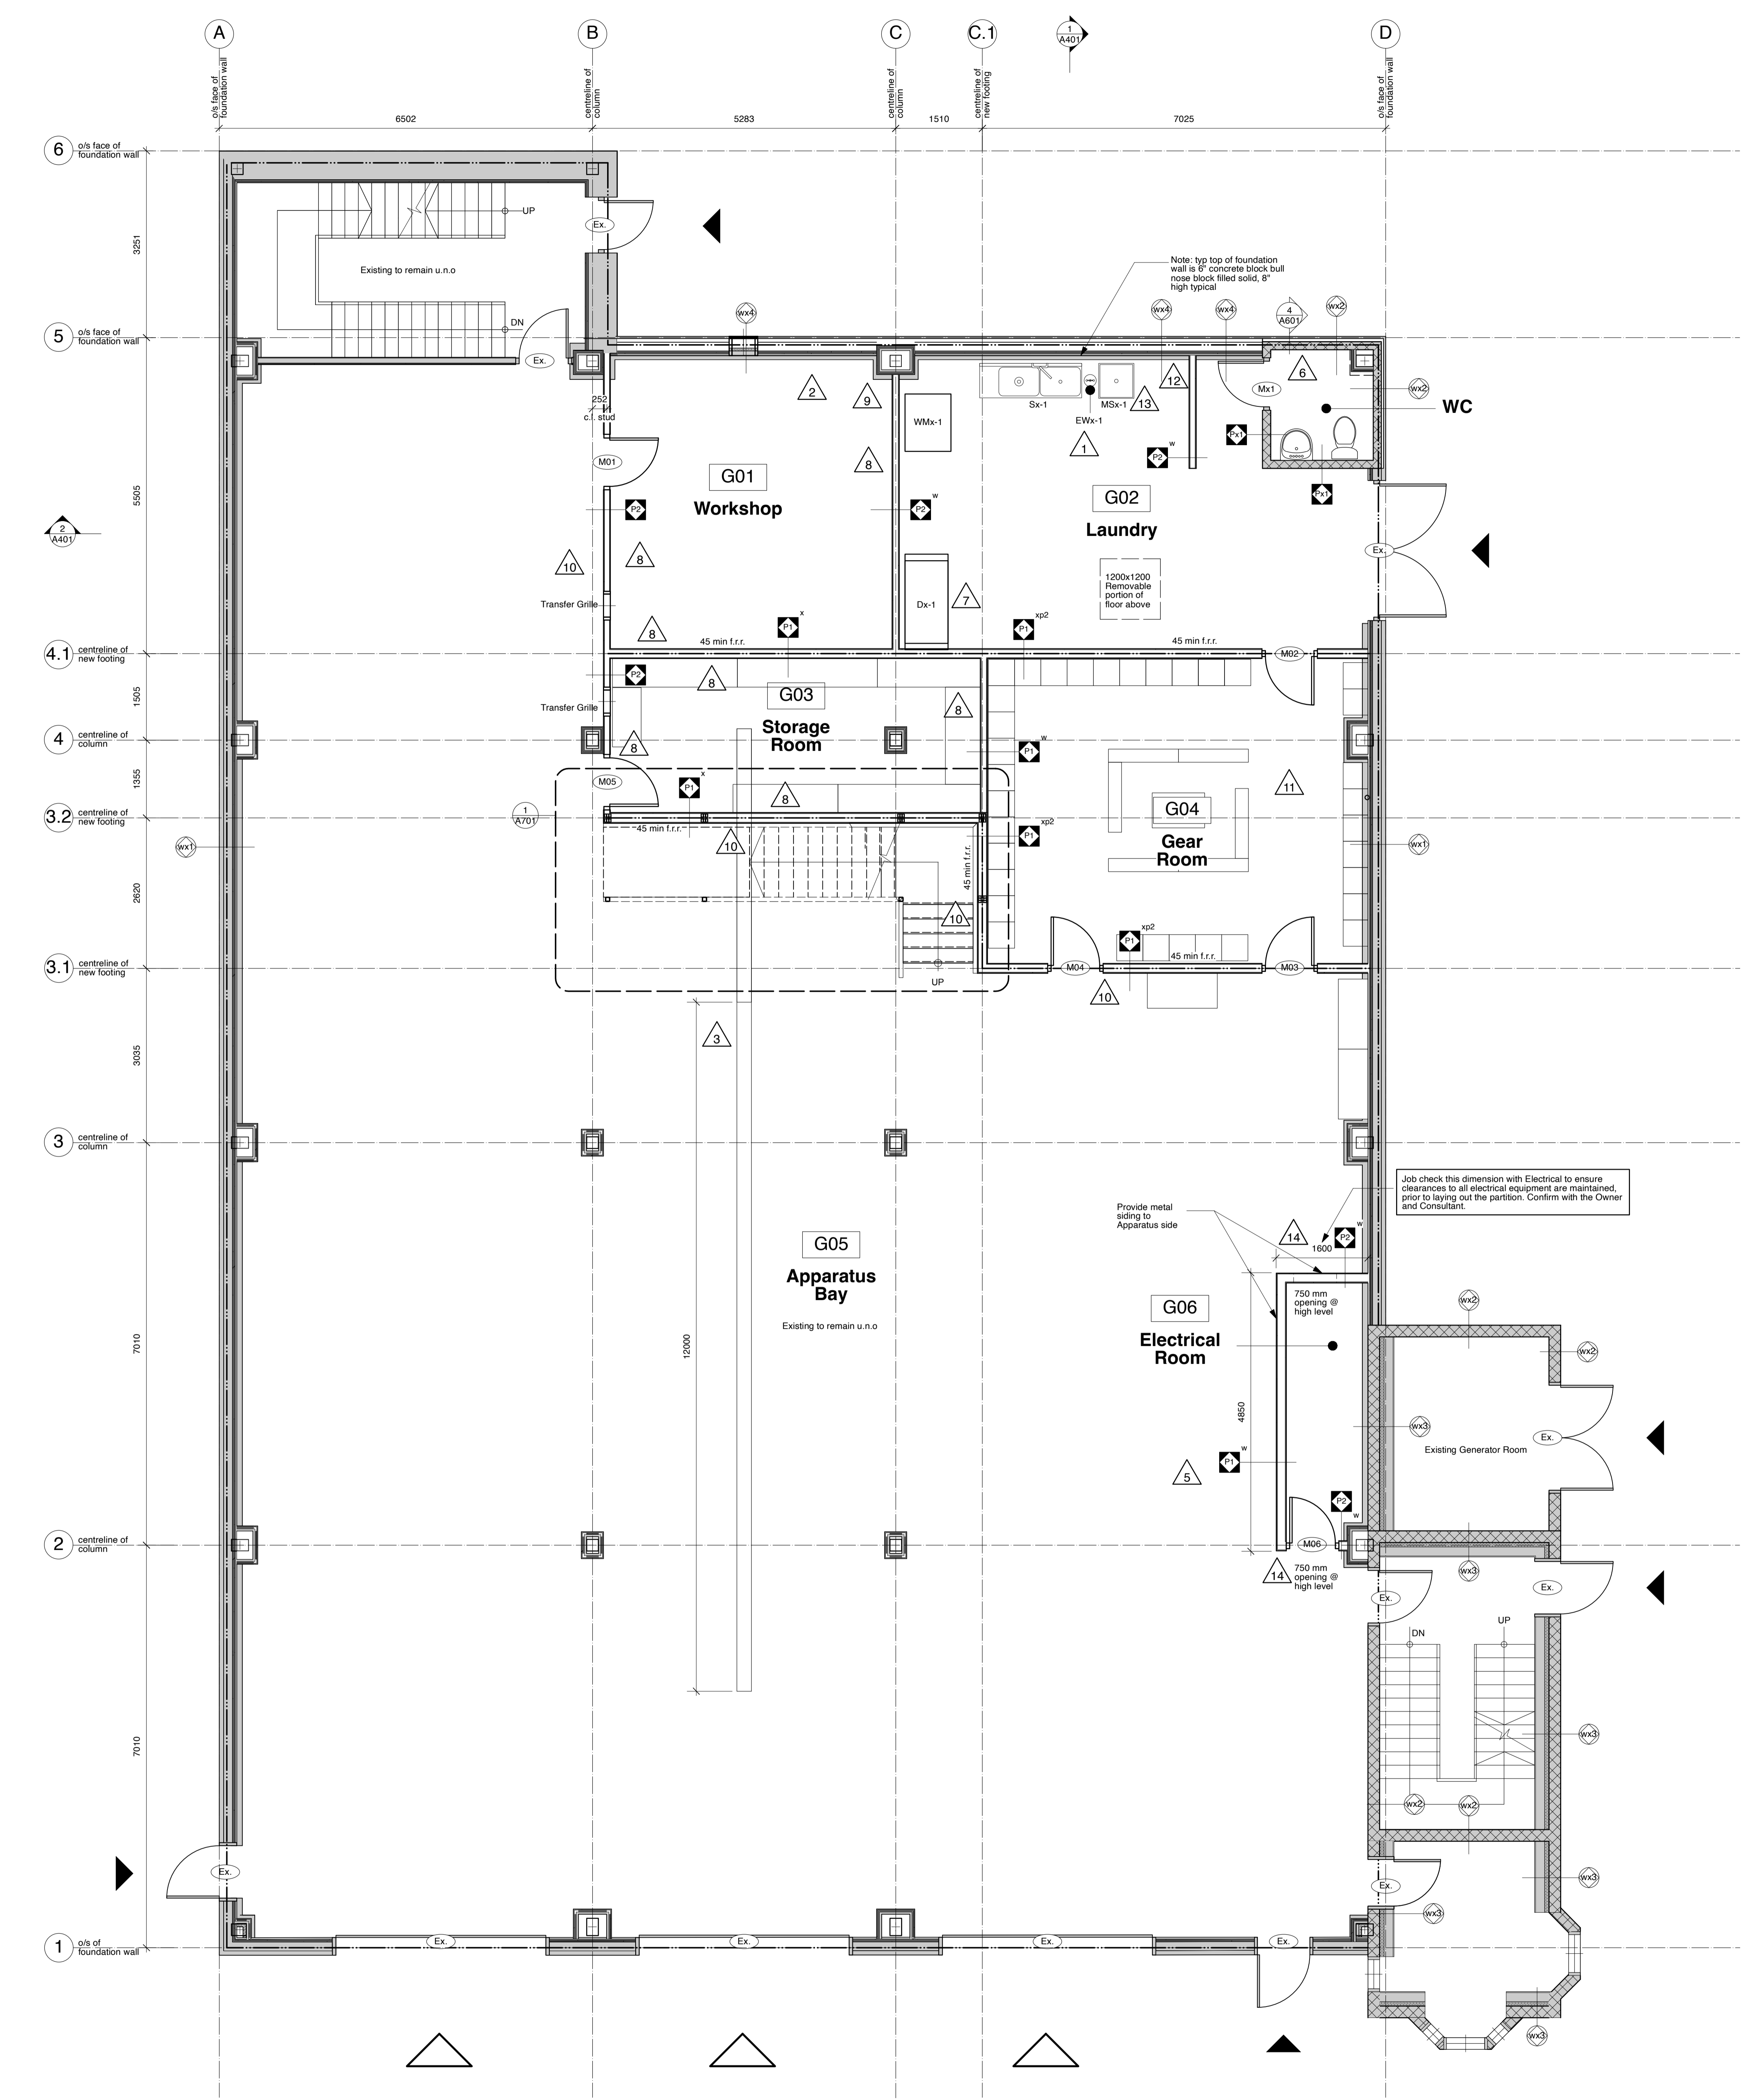 A
B
C
C.1
D
1
A401
o/s face of
foundation wall
centreline of
column
centreline of
column
centreline of
new footing
o/s face of
foundation wall
6502
5283
1510
7025
6
o/s face of
foundation wall
3251
UP
Ex.
Existing to remain u.n.o
DN
Ex.
Note: typ top of foundation
wall is 6" concrete block bull
nose block filled solid, 8"
high typical
wx4
wx4
wx4
4
A601
wx2
5
o/s face of
foundation wall
252
c.l. stud
2
9
12
13
6
Mx1
wx2
WC
Sx-1
EWx-1
MSx-1
WMx-1
1
Px1
Px1
P2
w
M01
8
G01
Workshop
G02
Laundry
P2
P2
w
5505
2
A401
10
8
Ex.
1200x1200
Removable
portion of
floor above
Transfer Grille
Dx-1
7
8
P1
x
P1
xp2
45 min f.r.r.
45 min f.r.r.
4.1
centreline of
new footing
M02
P2
8
G03
Storage
Room
8
1505
Transfer Grille
8
4
centreline of
column
P1
w
1355
M05
P1
x
8
11
G04
Gear
Room
3.2
centreline of
new footing
1
A701
45 min f.r.r.
10
P1
xp2
wx1
wx1
45 min f.r.r.
2620
10
P1
xp2
45 min f.r.r.
3.1
centreline of
new footing
M04
M03
UP
10
3
3035
3
centreline of
column
Job check this dimension with Electrical to ensure
clearances to all electrical equipment are maintained,
prior to laying out the partition. Confirm with the Owner
and Consultant.
Provide metal
siding to
Apparatus side
14
1600
P2
w
G05
Apparatus
Bay
Existing to remain u.n.o
750 mm
opening @
high level
G06
Electrical
Room
wx2
wx2
7010
12000
4850
wx3
Ex.
Existing Generator Room
P1
w
5
P2
w
2
centreline of
column
M06
14
750 mm
opening @
high level
wx3
Ex.
Ex.
DN
UP
7010
wx3
wx2
wx2
Ex.
Ex.
wx3
wx3
1
o/s of
foundation wall
Ex.
Ex.
Ex.
Ex.
wx3